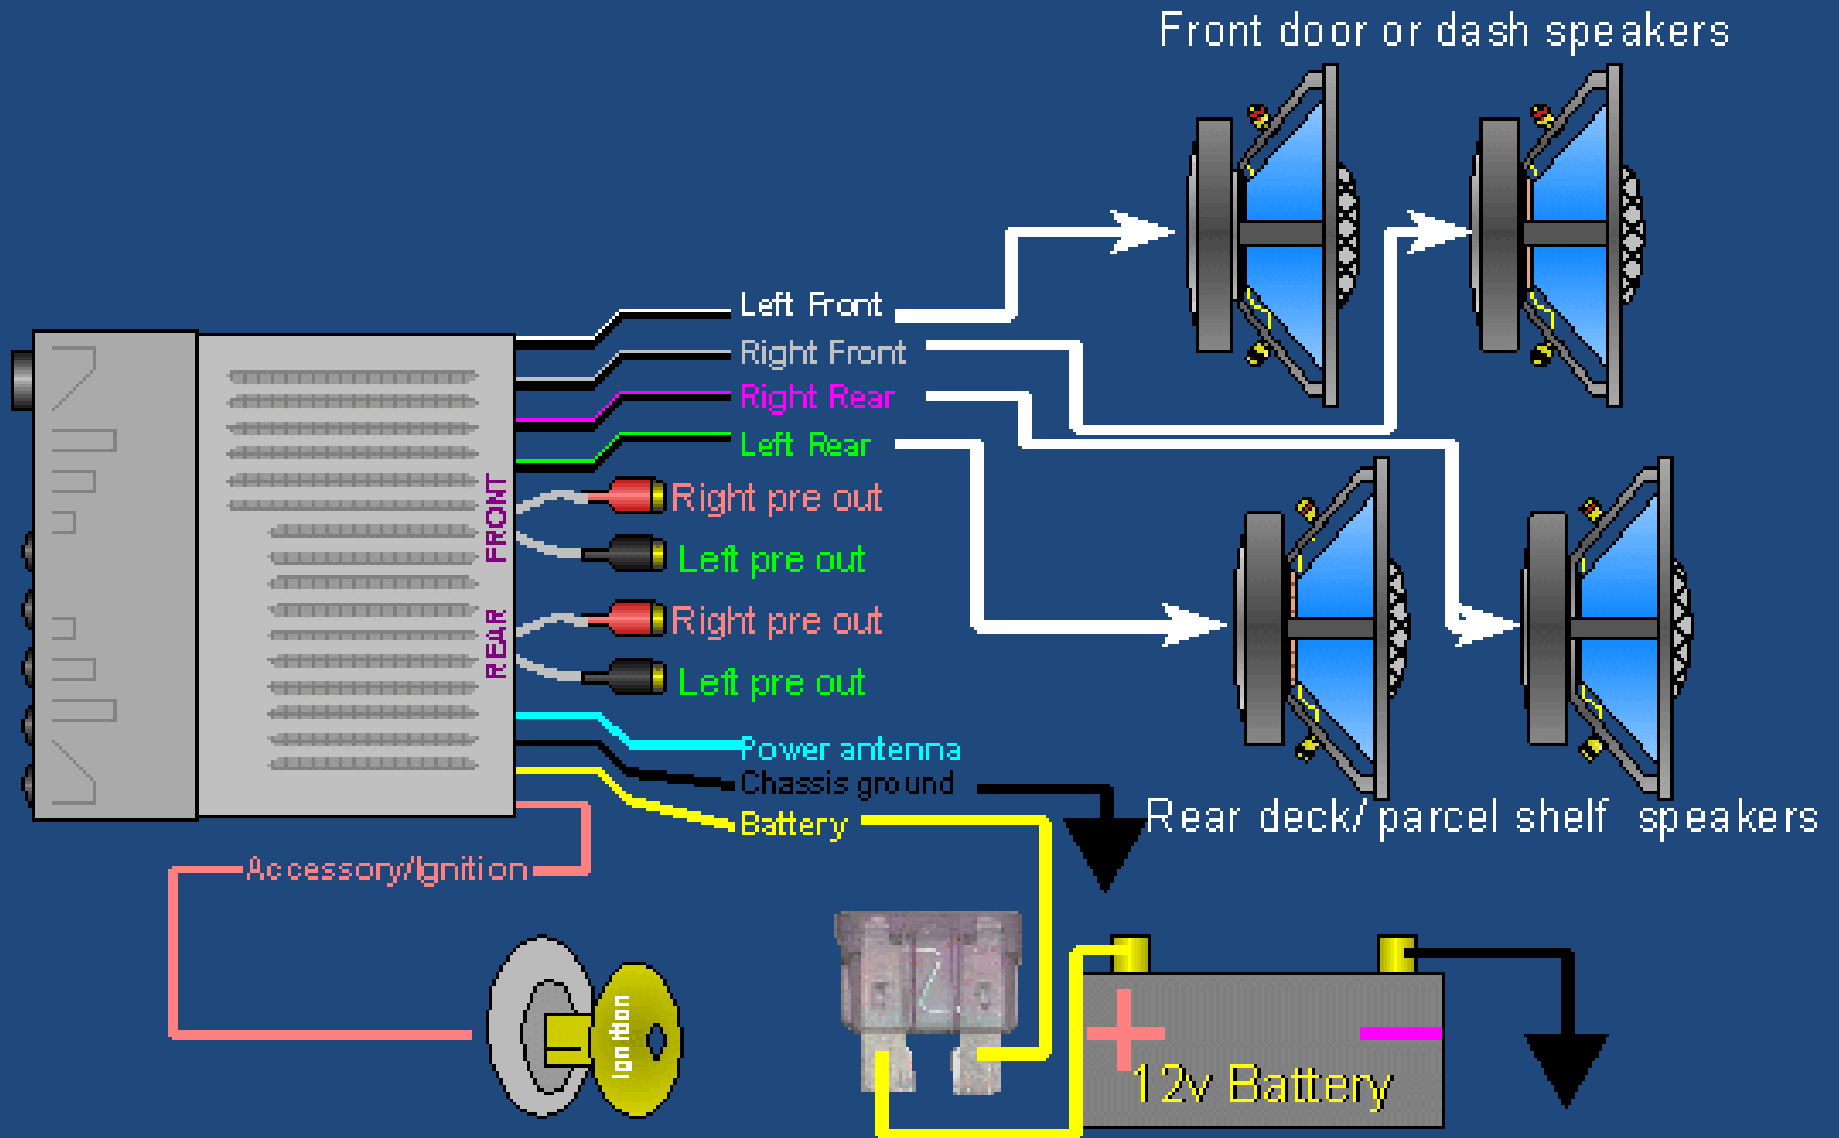 Front door or dash speakers
Left Front
Right Front
Right Rear
Left Rear
FRONT
Right pre out
Left pre out
REAR
Right pre out
Left pre out
Power antenna
Chassis ground
Battery
Rear deck/ parcel shelf speakers
Accessory/Ignition
Ignition
12v Battery